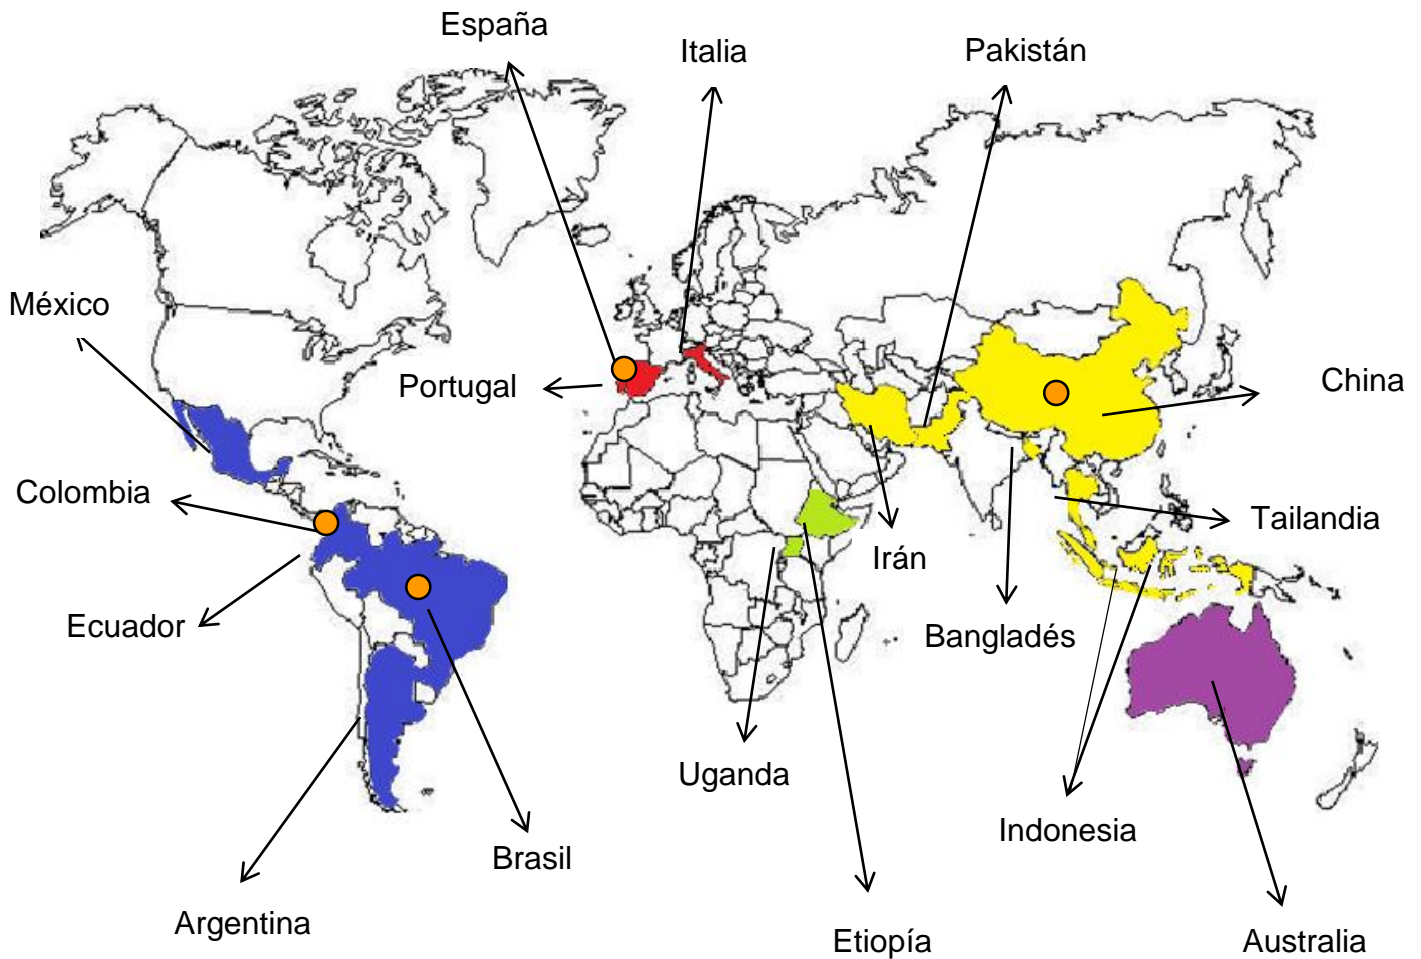 España
Italia
Pakistán
México
Portugal
China
Colombia
Tailandia
Irán
Ecuador
Bangladés
Uganda
Indonesia
Brasil
Argentina
Etiopía
Australia